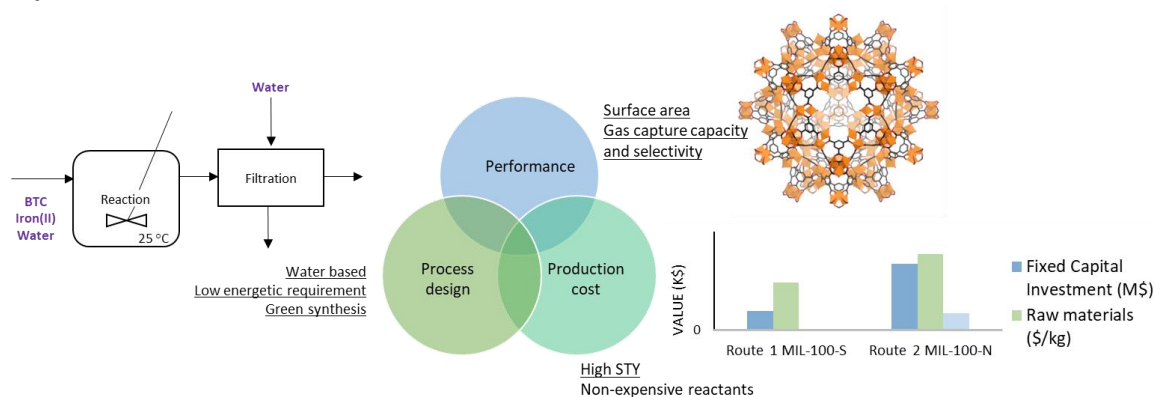 Water
BTC
Iron(II)
Water
Reaction
25 °C
Filtration
Water based
Low energetic requirement
Green synthesis
Performance
Process
design
Production
cost
Surface area
Gas capture capacity
and selectivity
High STY
Non-expensive reactants
VALUE (K$)
0
Route 1 MIL-100-S
Route 2 MIL-100-N
Fixed Capital
Investment (M$)
Raw materials
($/kg)